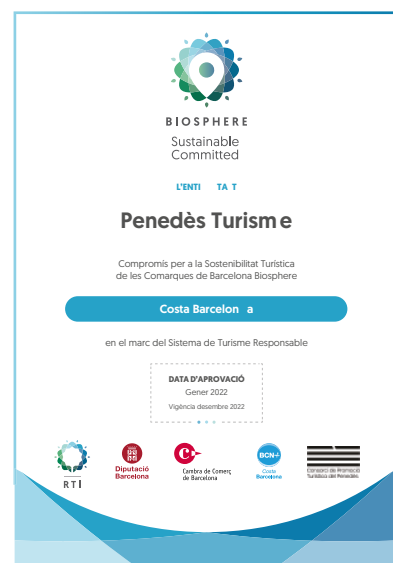 BIOSPHERE
Sustainable
Committed
L'ENTI TA T
Penedès Turism e
Compromís per a la Sostenibilitat Turística
de les Comarques de Barcelona Biosphere
Costa Barcelon a
en el marc del Sistema de Turisme Responsable
DATA D'APROVACIÓ
Gener 2022
Vigència desembre 2022
RTI
Diputació
Barcelona
Cambra de Comerç
de Barcelona
BCN+
Costa
Barcelona
Consorci de Promoció
Turística del Penedès